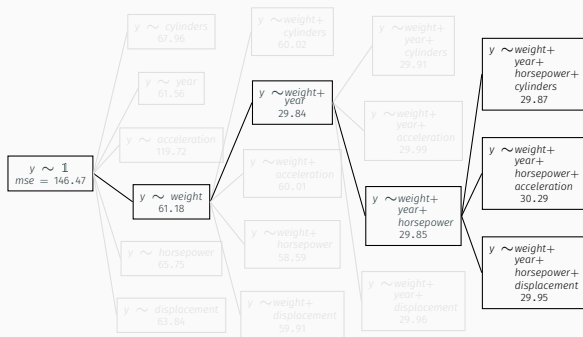 y ~ cylinders
67.90
y ~ year
61.56
y ~ acceleration
119.72
y ~ 𝟙
mse = 146.47
y ~ weight
61.18
y ~ horsepower
65.75
y ~ displacement
63.84
y ~weight+
cylinders
60.02
y ~weight+
year
29.84
y ~weight+
acceleration
60.01
y ~weight+
horsepower
58.59
y ~weight+
displacement
59.91
y ~weight+
year+
cylinders
29.91
y ~weight+
year+
acceleration
29.99
y ~weight+
year+
horsepower
29.85
y ~weight+
year+
displacement
29.96
y ~weight+
year+
horsepower+
cylinders
29.87
y ~weight+
year+
horsepower+
acceleration
30.29
y ~weight+
year+
horsepower+
displacement
29.95